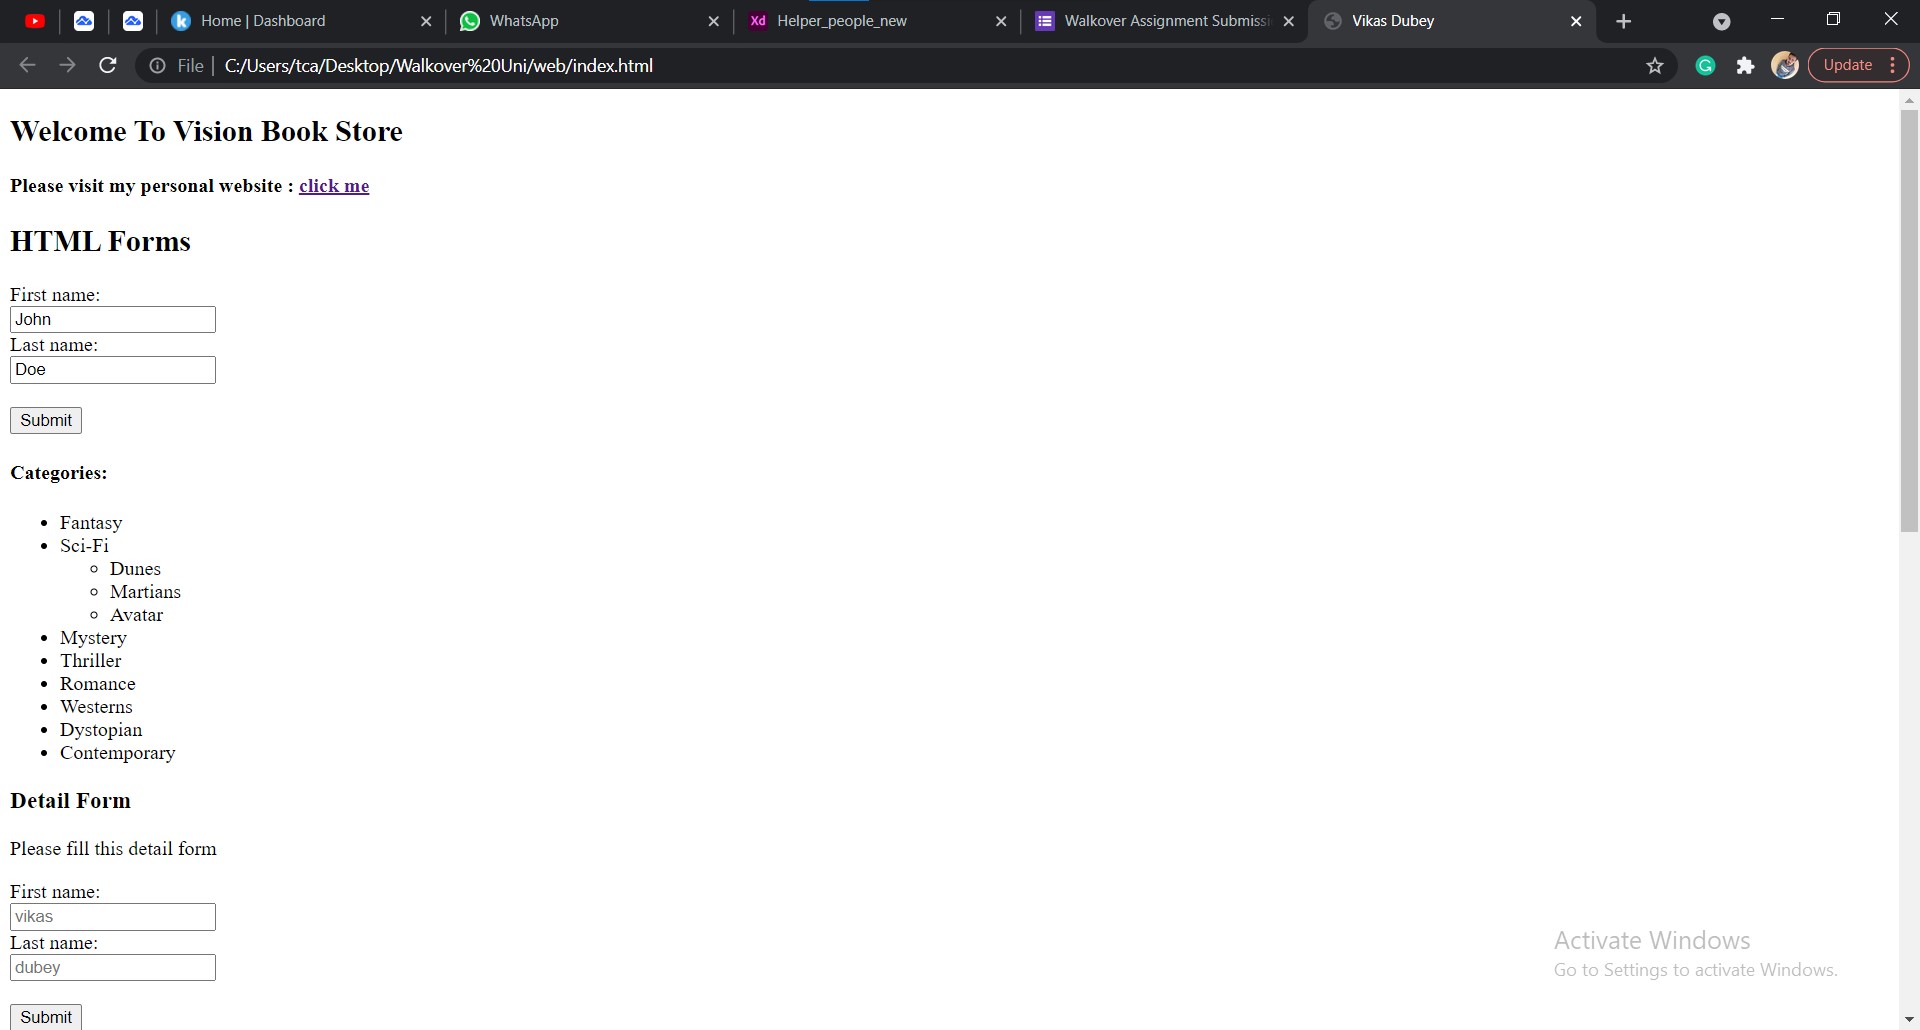 Home | Dashboard
WhatsApp
Xd Helper_people_new
Walkover Assignment Submissi
Vikas Dubey
File | C:/Users/tca/Desktop/Walkover%20Uni/web/index.html
Update
Welcome To Vision Book Store
Please visit my personal website : click me
HTML Forms
First name:
John
Last name:
Doe
Submit
Categories:
Fantasy
Sci-Fi
Dunes
Martians
Avatar
Mystery
Thriller
Romance
Westerns
Dystopian
Contemporary
Detail Form
Please fill this detail form
First name:
vikas
Last name:
dubey
Submit
Activate Windows
Go to Settings to activate Windows.